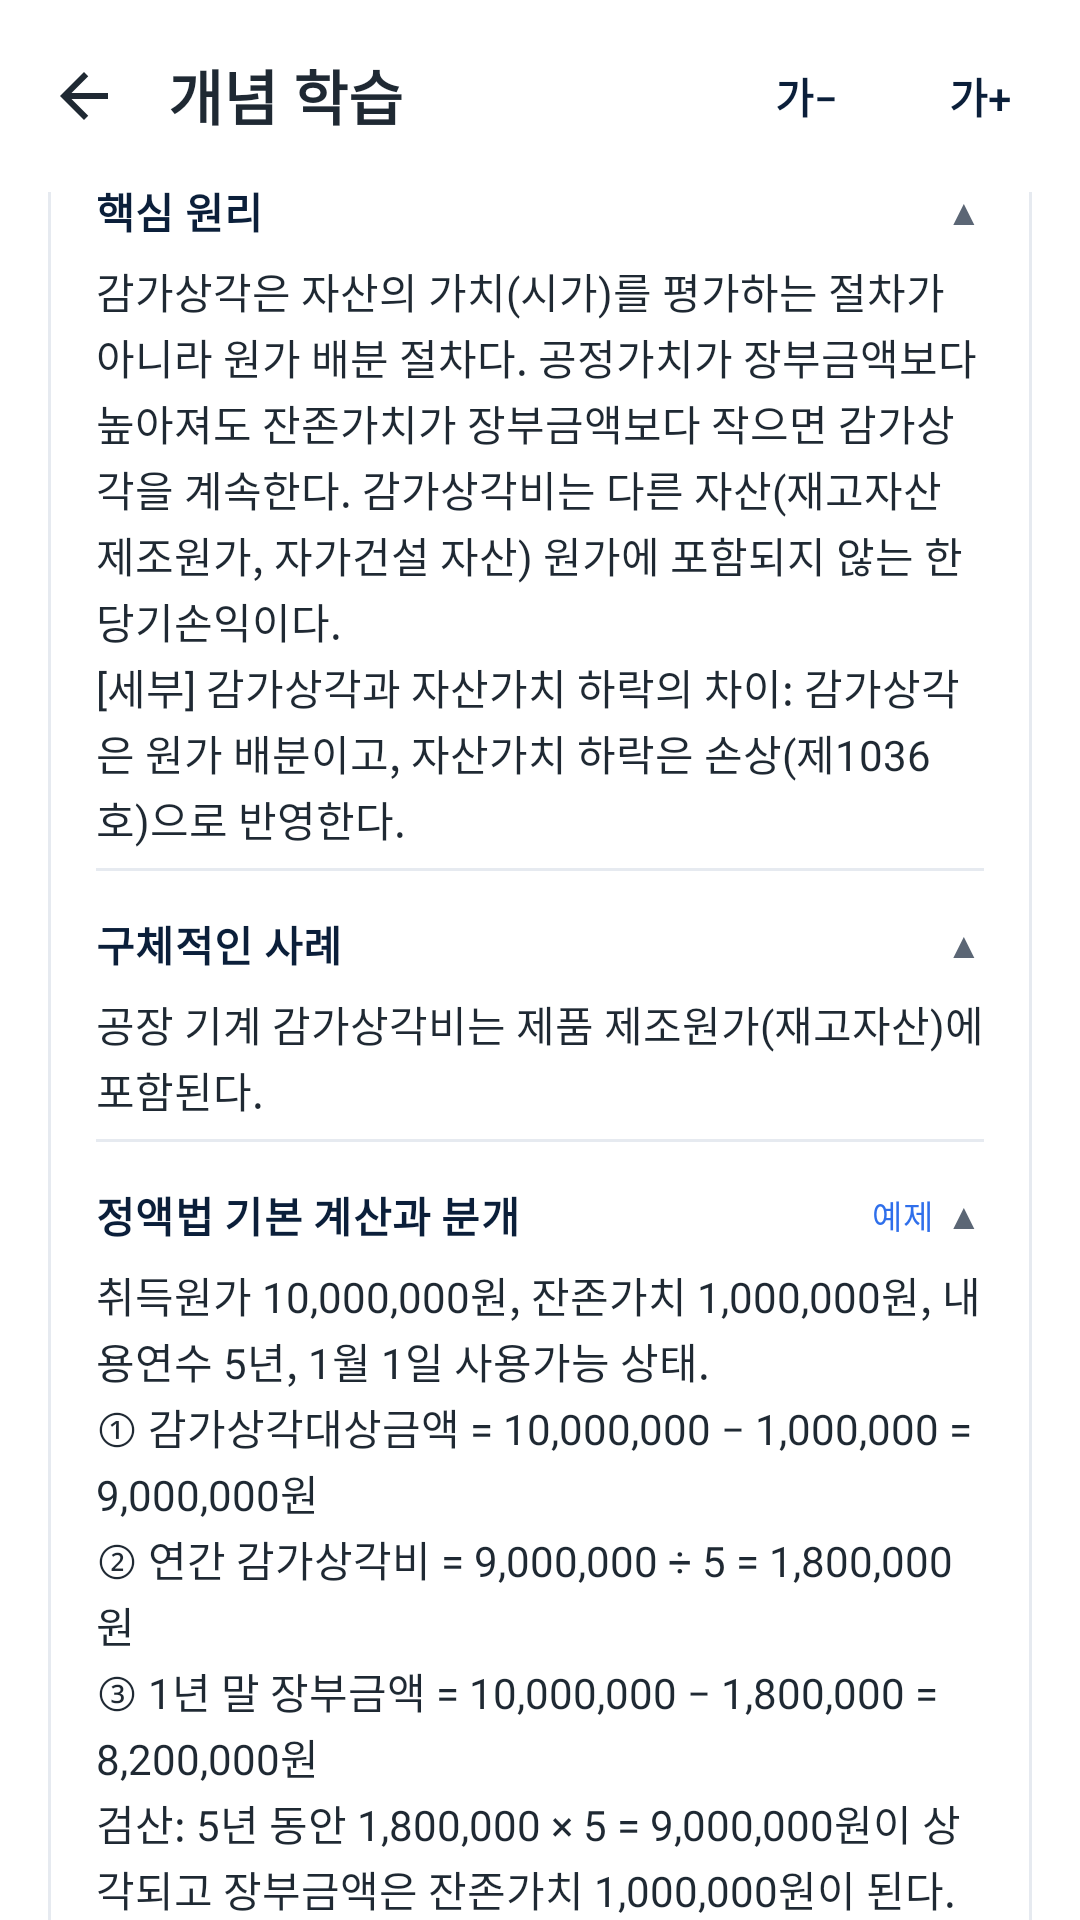 개념 학습
가−
가+
핵심 원리
▲
감가상각은 자산의 가치(시가)를 평가하는 절차가
아니라 원가 배분 절차다. 공정가치가 장부금액보다
높아져도 잔존가치가 장부금액보다 작으면 감가상
각을 계속한다. 감가상각비는 다른 자산(재고자산
제조원가, 자가건설 자산) 원가에 포함되지 않는 한
당기손익이다.
[세부] 감가상각과 자산가치 하락의 차이: 감가상각
은 원가 배분이고, 자산가치 하락은 손상(제1036
호)으로 반영한다.
구체적인 사례
▲
공장 기계 감가상각비는 제품 제조원가(재고자산)에
포함된다.
정액법 기본 계산과 분개
예제 ▲
취득원가 10,000,000원, 잔존가치 1,000,000원, 내
용연수 5년, 1월 1일 사용가능 상태.
① 감가상각대상금액 = 10,000,000 − 1,000,000 =
9,000,000원
② 연간 감가상각비 = 9,000,000 ÷ 5 = 1,800,000
원
③ 1년 말 장부금액 = 10,000,000 − 1,800,000 =
8,200,000원
검산: 5년 동안 1,800,000 × 5 = 9,000,000원이 상
각되고 장부금액은 잔존가치 1,000,000원이 된다.